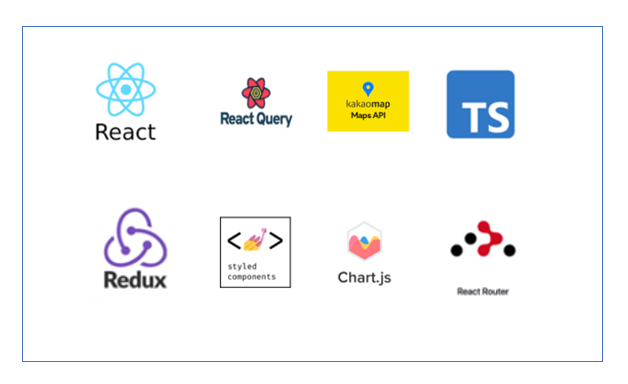 React
React Query
kakaomap
Maps API
TS
Redux
< >
styled
components
Chart.js
React Router